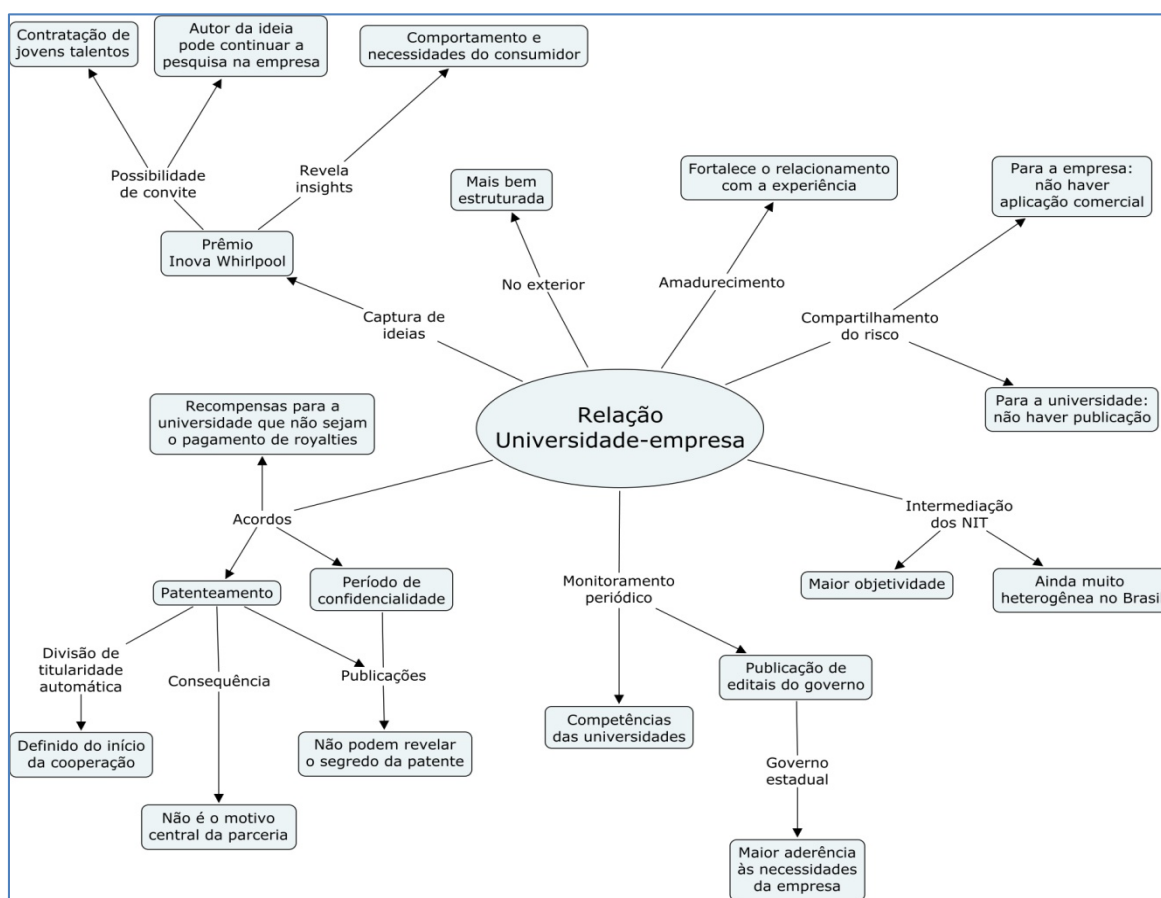 Contratação de
jovens talentos
Autor da ideia
pode continuar a
pesquisa na empresa
Comportamento e
necessidades do consumidor
Possibilidade
de convite
Revela
insights
Mais bem
estruturada
Fortalece o relacionamento
com a experiência
Para a empresa:
não haver
aplicação comercial
Prêmio
Inova Whirlpool
No exterior
Amadurecimento
Captura de
ideias
Compartilhamento
do risco
Recompensas para a
universidade que não sejam
o pagamento de royalties
Relação
Universidade-empresa
Para a universidade:
não haver publicação
Acordos
Intermediação
dos NIT
Patenteamento
Período de
confidencialidade
Monitoramento
periódico
Maior objetividade
Ainda muito
heterogênea no Brasil
Divisão de
titularidade
automática
Consequência
Publicações
Publicação de
editais do governo
Definido do início
da cooperação
Não podem revelar
o segredo da patente
Competências
das universidades
Governo
estadual
Não é o motivo
central da parceria
Maior aderência
às necessidades
da empresa